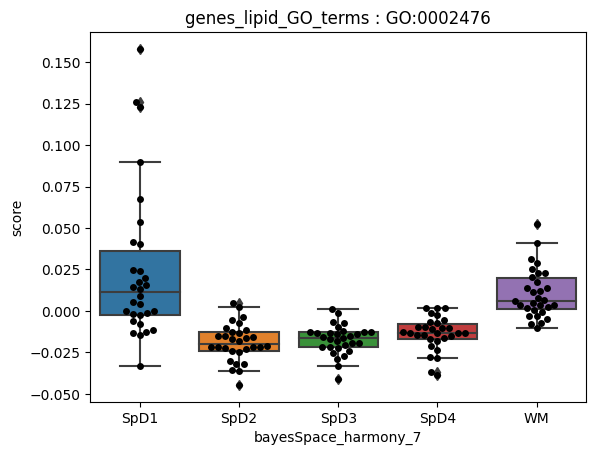 genes_lipid_GO_terms : GO:0002476
0.150
0.125
0.100
0.075
0.050
0.025
0.000
−0.025
−0.050
score
SpD1 SpD2 SpD3 SpD4 WM
bayesSpace_harmony_7